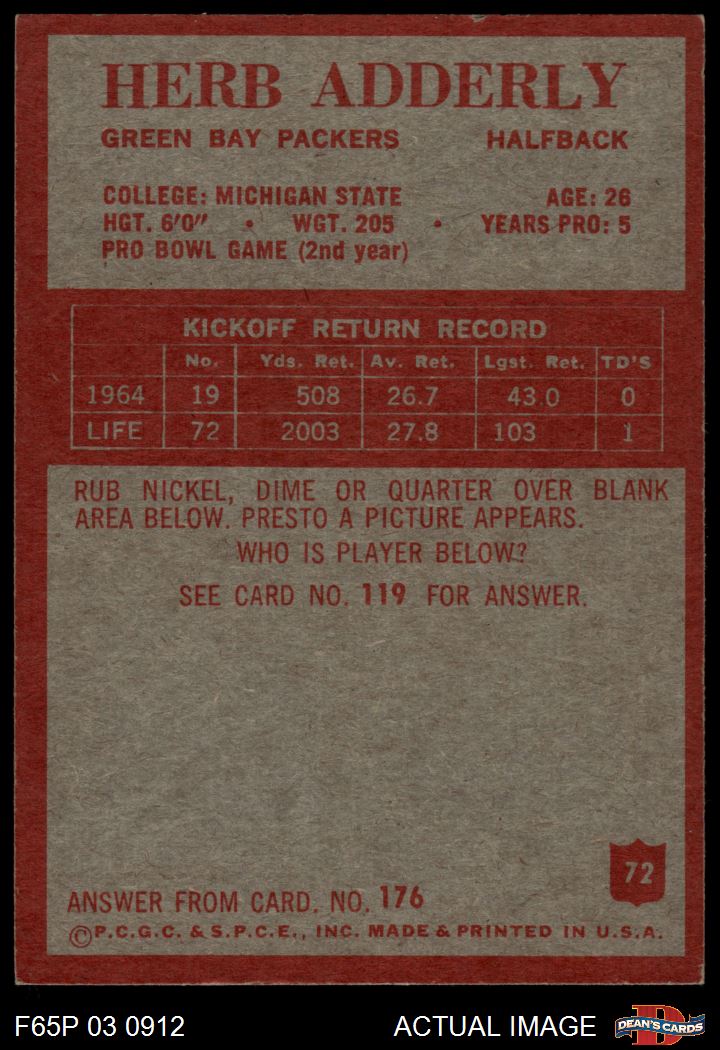 HERB ADDERLY
GREEN BAY PACKERS HALFBACK
COLLEGE: MICHIGAN STATE AGE: 26
HGT. 6'0" • WGT. 205 • YEARS PRO: 5
PRO BOWL GAME (2nd year)
KICKOFF RETURN RECORD
No. Yds. Ret. Av. Ret. Lgst. Ret. TD'S
1964 19 508 26.7 43.0 0
LIFE 72 2003 27.8 103 1
RUB NICKEL, DIME OR QUARTER OVER BLANK
AREA BELOW. PRESTO A PICTURE APPEARS.
WHO IS PLAYER BELOW?
SEE CARD NO. 119 FOR ANSWER.
72
ANSWER FROM CARD. NO. 176
©P.C.G.C. & S.P.C.E., INC. MADE & PRINTED IN U.S.A.
F65P 03 0912 ACTUAL IMAGE
D
DEAN'S CARDS